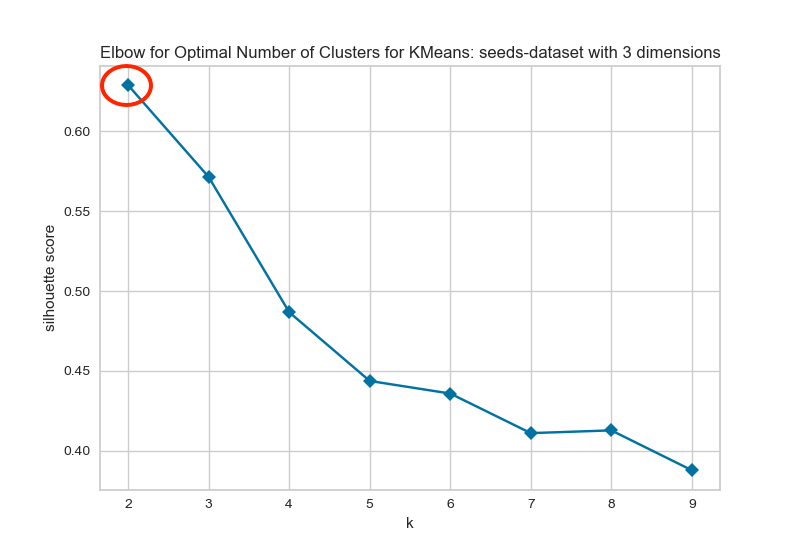 Elbow for Optimal Number of Clusters for KMeans: seeds-dataset with 3 dimensions
silhouette score
0.60
0.55
0.50
0.45
0.40
2 3 4 5 6 7 8 9
k